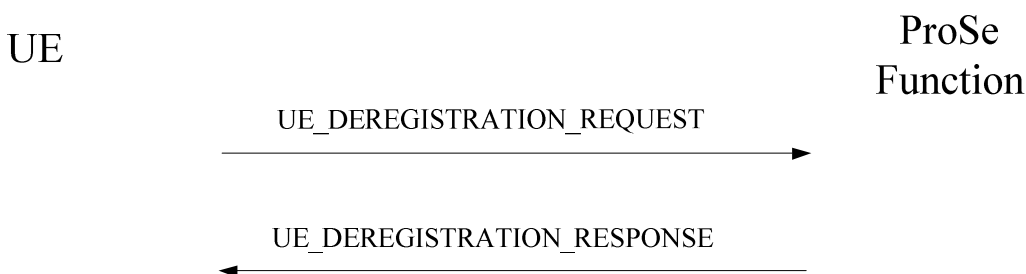 UE
ProSe
Function
UE_DEREGISTRATION_REQUEST
UE_DEREGISTRATION_RESPONSE